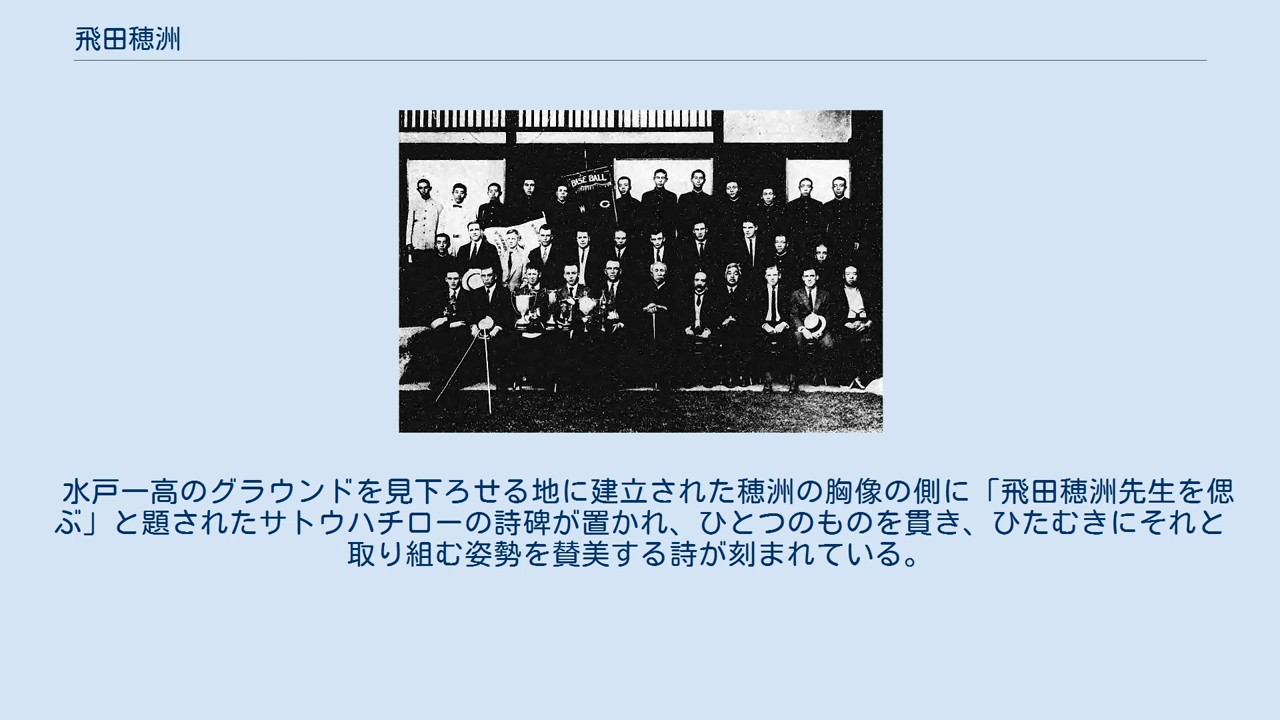 飛田穂洲
BASE BALL
W C
水戸一高のグラウンドを見下ろせる地に建立された穂洲の胸像の側に「飛田穂洲先生を偲
ぶ」と題されたサトウハチローの詩碑が置かれ、ひとつのものを貫き、ひたむきにそれと
取り組む姿勢を賛美する詩が刻まれている。